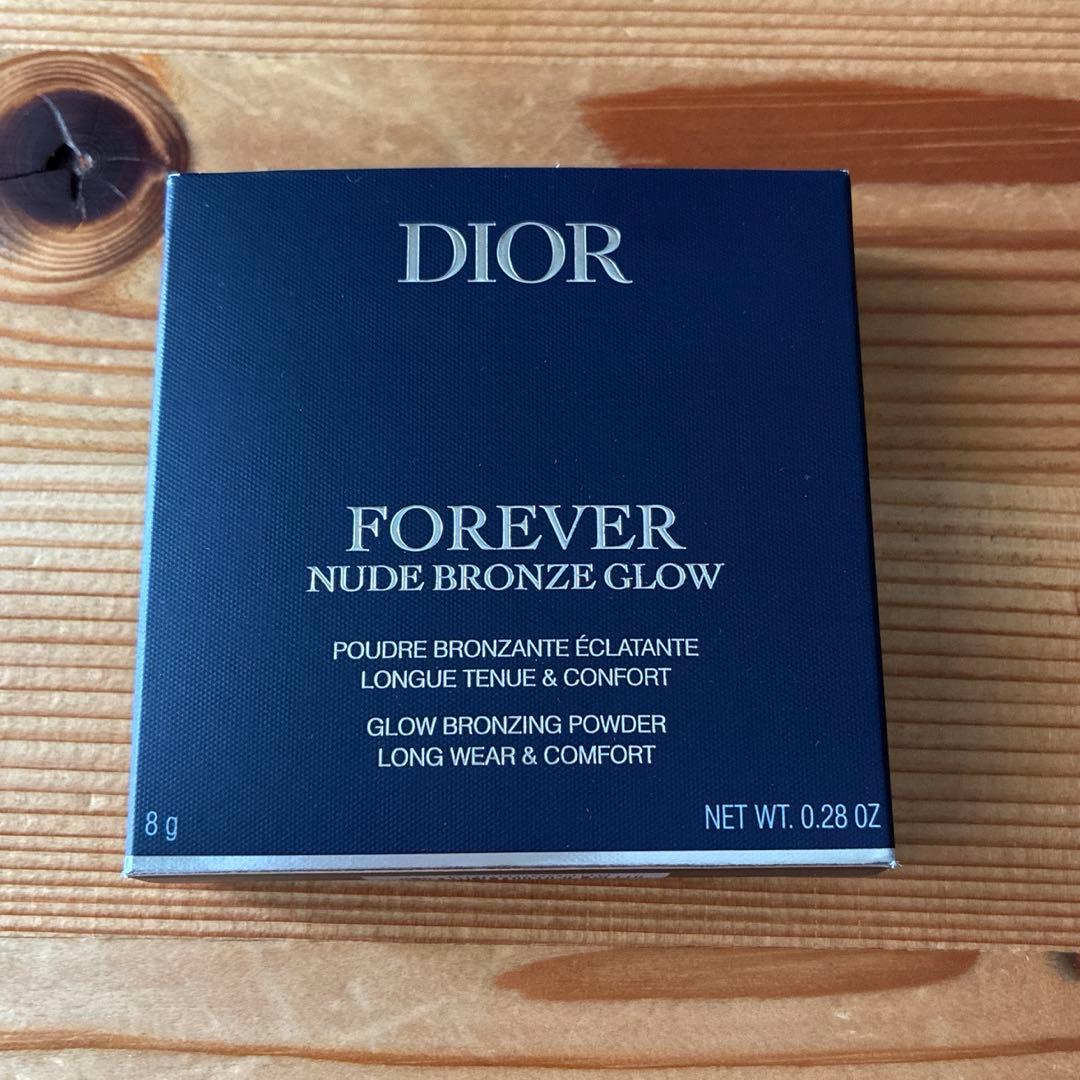 DIOR
FOREVER
NUDE BRONZE GLOW
POUDRE BRONZANTE ÉCLATANTE
LONGUE TENUE & CONFORT
GLOW BRONZING POWDER
LONG WEAR & COMFORT
8 g
NET WT. 0.28 OZ